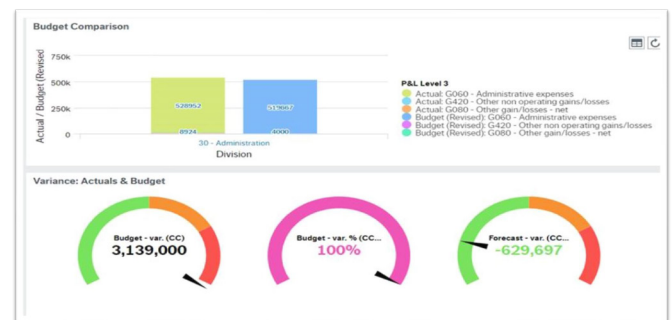 Budget Comparison
Actual / Budget (Revised
750k
500k
250k
0
528952
8924
519867
4000
30 - Administration
Division
P&L Level 3
Actual: G060 - Administrative expenses
Actual: G420 - Other non operating gains/losses
Actual: G080 - Other gain/losses - net
Budget (Revised): G060 - Administrative expenses
Budget (Revised): G420 - Other non operating gains/losses
Budget (Revised): G080 - Other gain/losses - net
Variance: Actuals & Budget
Budget - var. (CC)
3,139,000
Budget - var. % (CC...
100%
Forecast - var. (CC...
-629,697